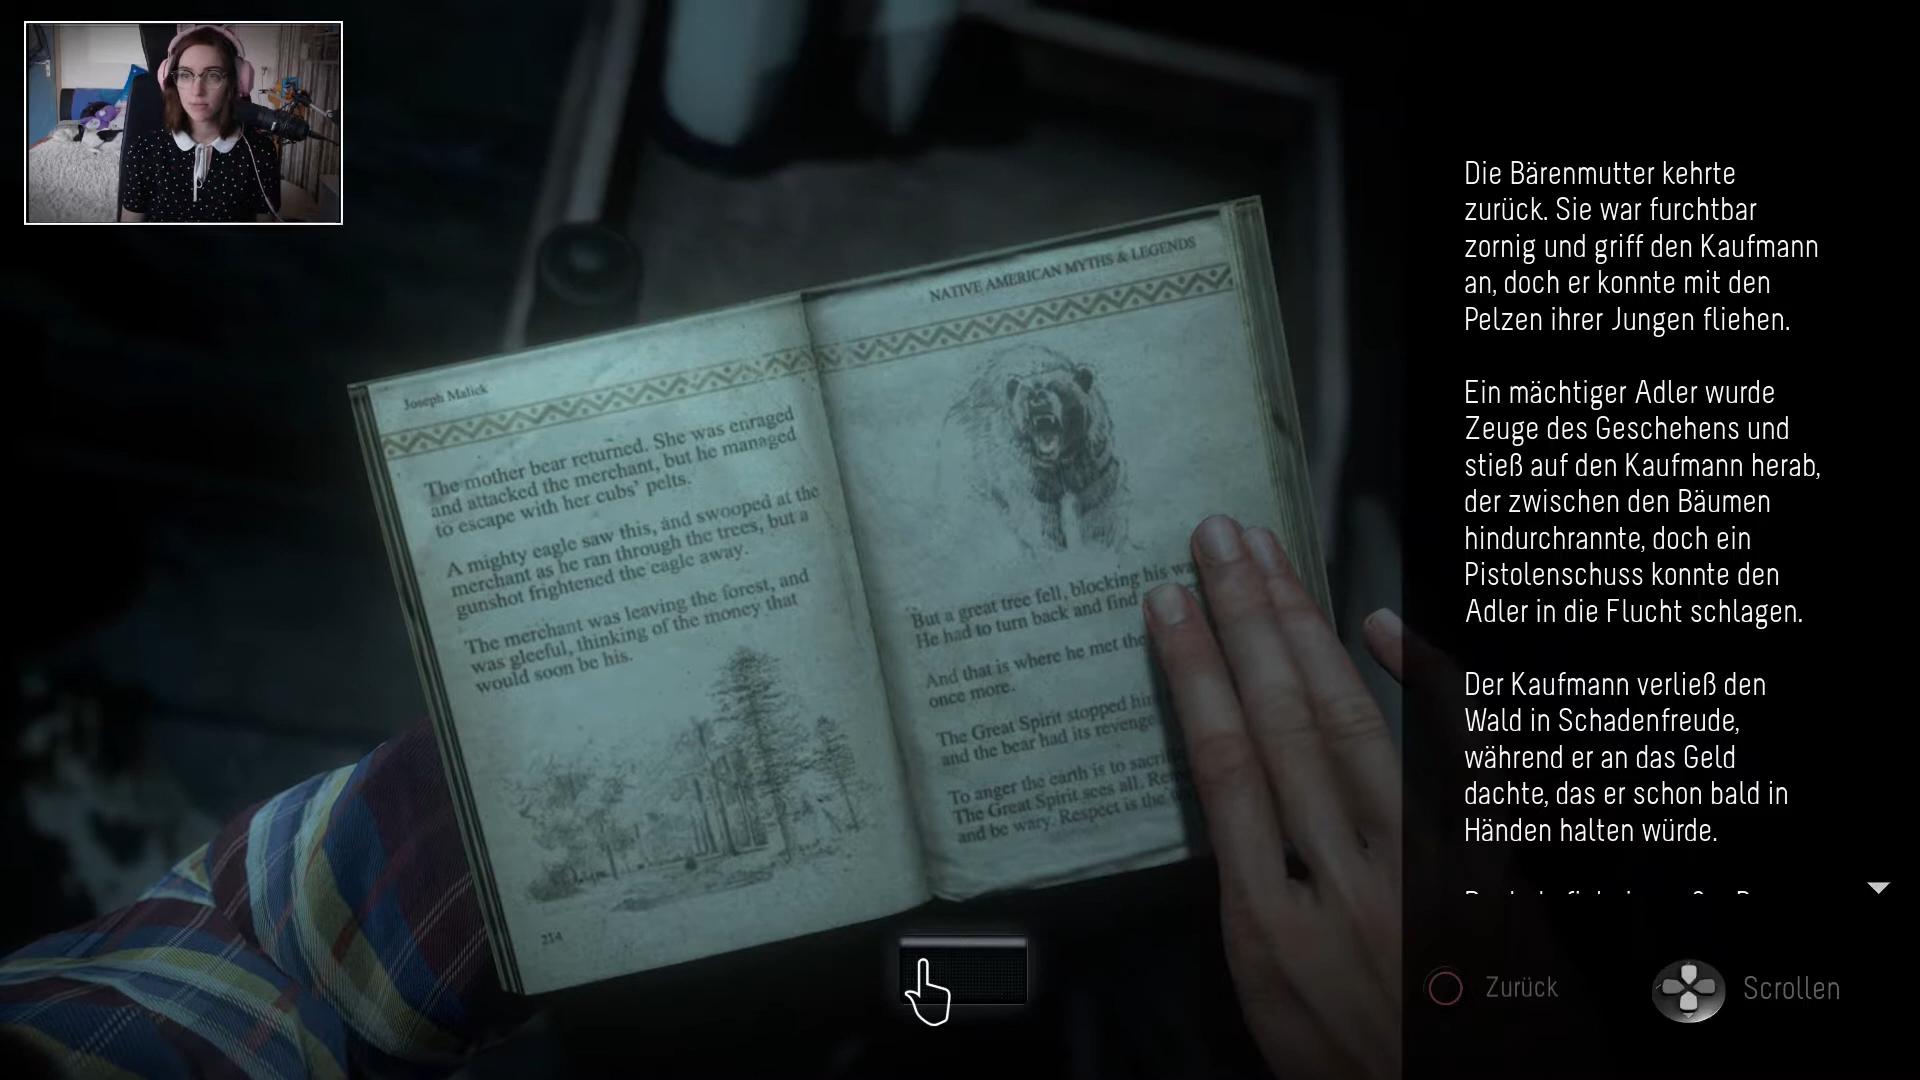 Joseph Malick
The mother bear returned. She was enraged
and attacked the merchant, but he managed
to escape with her cubs' pelts.
A mighty eagle saw this, and swooped at the
merchant as he ran through the trees, but a
gunshot frightened the eagle away.
The merchant was leaving the forest, and
was gleeful, thinking of the money that
would soon be his.
214
NATIVE AMERICAN MYTHS & LEGENDS
But a great tree fell, blocking his
He had to turn back and find
And that is where he met the
once more.
The Great Spirit stopped
and the bear had its revenge
To anger the earth is to
The Great Spirit sees all.
and be wary. Respect is the
Die Bärenmutter kehrte
zurück. Sie war furchtbar
zornig und griff den Kaufmann
an, doch er konnte mit den
Pelzen ihrer Jungen fliehen.
Ein mächtiger Adler wurde
Zeuge des Geschehens und
stieß auf den Kaufmann herab,
der zwischen den Bäumen
hindurchrannte, doch ein
Pistolenschuss konnte den
Adler in die Flucht schlagen.
Der Kaufmann verließ den
Wald in Schadenfreude,
während er an das Geld
dachte, das er schon bald in
Händen halten würde.
Zurück
Scrollen